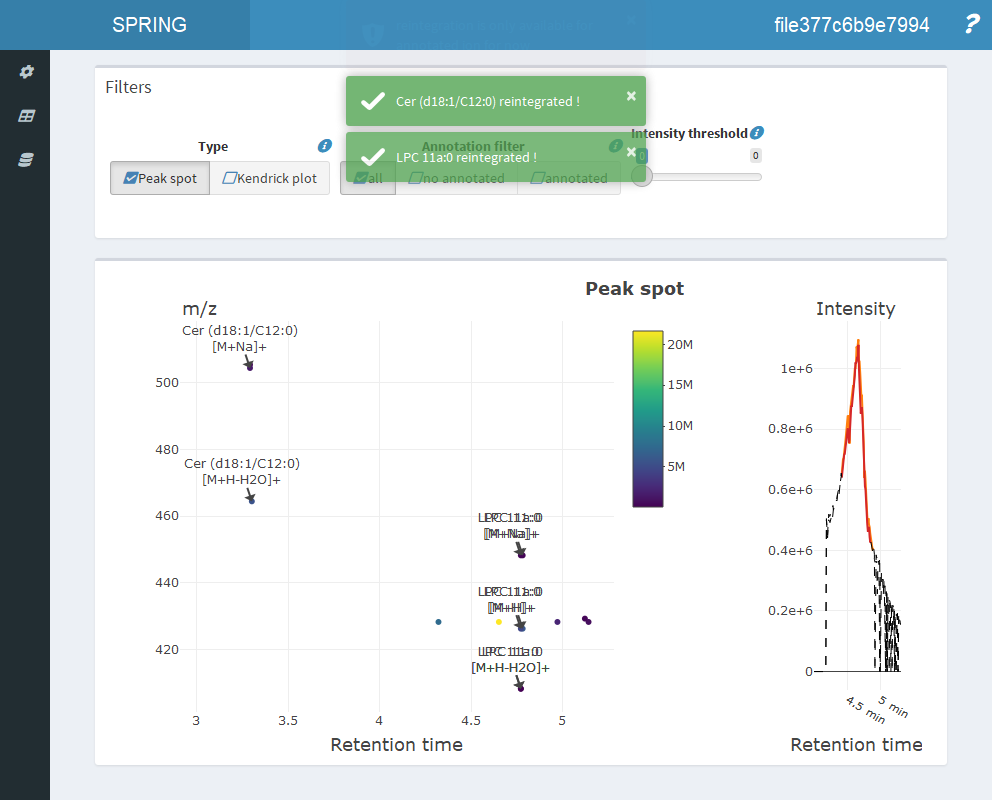 SPRING
file377c6b9e7994
?
Filters
Cer (d18:1/C12:0) reintegrated !
×
LPC 11a:0 reintegrated !
×
Type
Annotation filter
Intensity threshold
Peak spot
Kendrick plot
all
no annotated
annotated
0
0
Peak spot
m/z
Intensity
Cer (d18:1/C12:0)
[M+Na]+
Cer (d18:1/C12:0)
[M+H-H2O]+
LPC 11a:0
[M+Na]+
LPC 11a:0
[M+H]+
LPC 11a:0
[M+H-H2O]+
500
480
460
440
420
3
3.5
4
4.5
5
Retention time
20M
15M
10M
5M
1e+6
0.8e+6
0.6e+6
0.4e+6
0.2e+6
0
4.5 min
5 min
Retention time